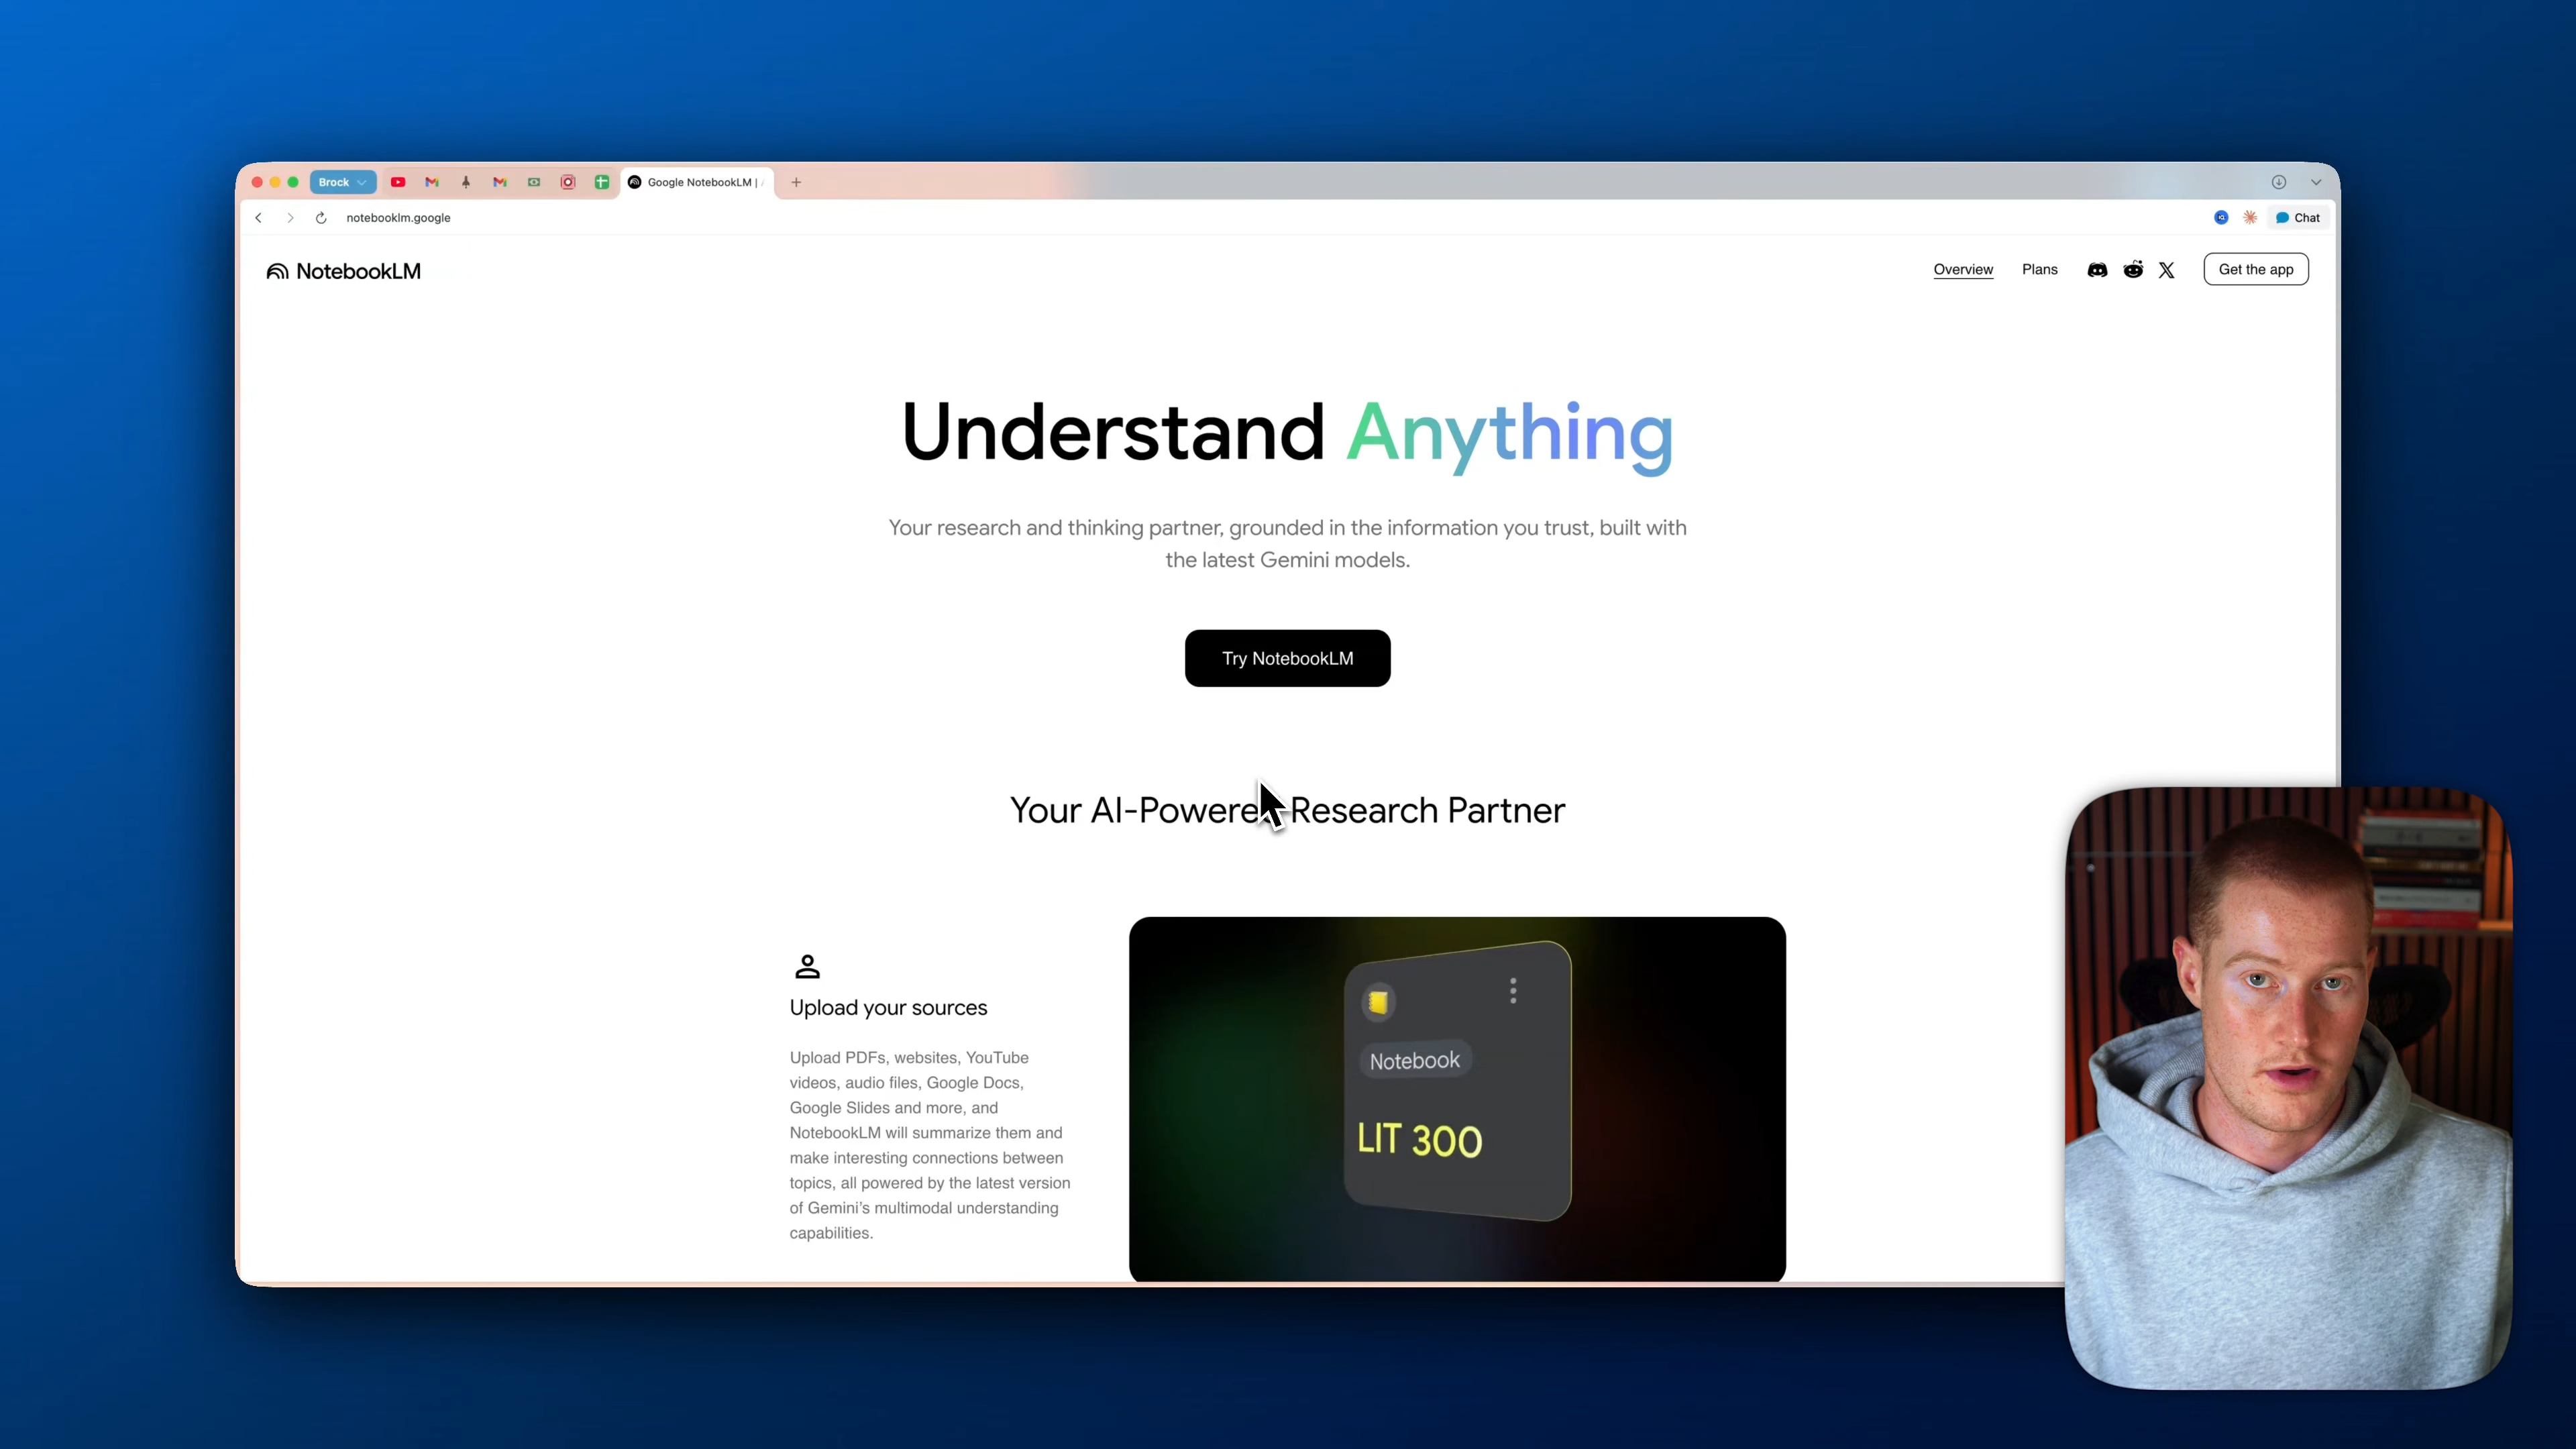 Brock
Google NotebookLM |
notebooklm.google
Chat
NotebookLM
Overview
Plans
Get the app
Understand Anything
Your research and thinking partner, grounded in the information you trust, built with
the latest Gemini models.
Try NotebookLM
Your AI-Powered Research Partner
Upload your sources
Upload PDFs, websites, YouTube
videos, audio files, Google Docs,
Google Slides and more, and
NotebookLM will summarize them and
make interesting connections between
topics, all powered by the latest version
of Gemini's multimodal understanding
capabilities.
Notebook
LIT 300